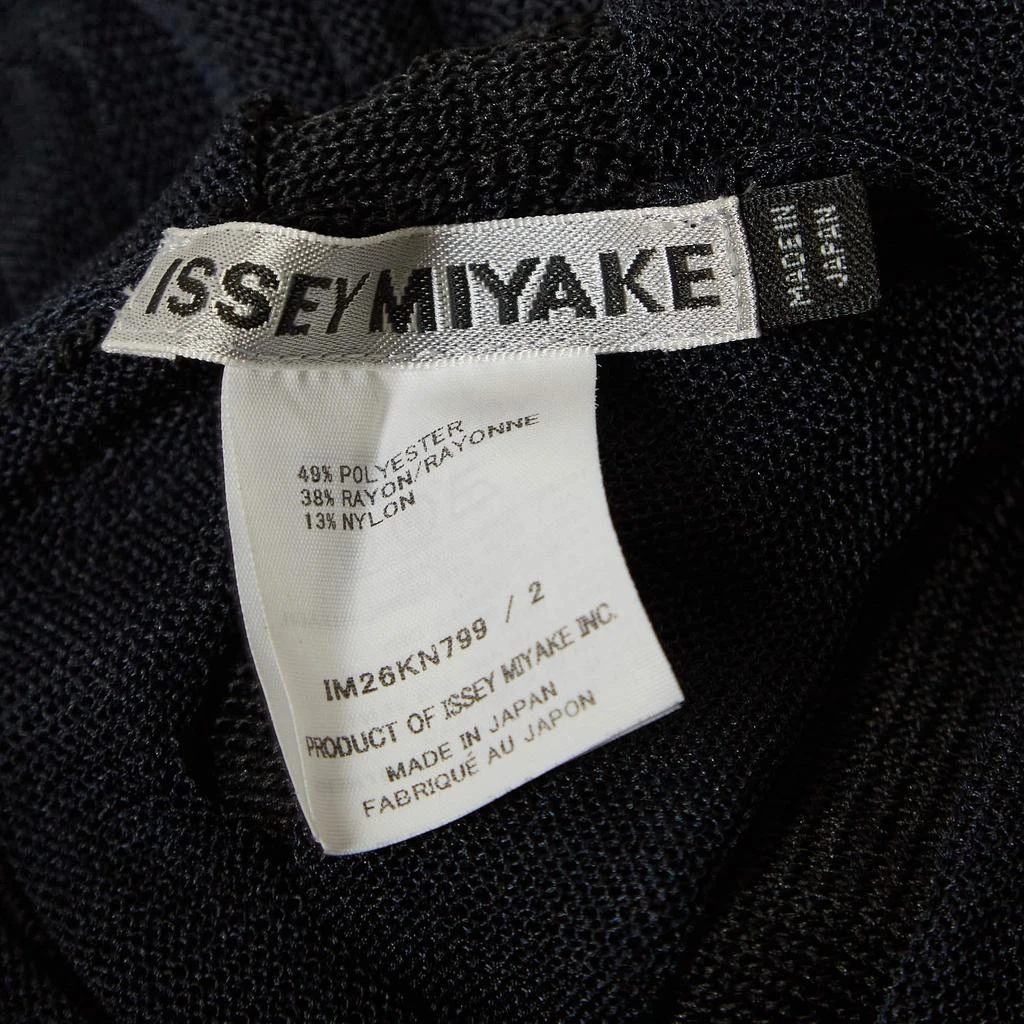 ISSEY MIYAKE
MADE IN
JAPAN
49% POLYESTER
38% RAYON/RAYONNE
13% NYLON
IM26KN799 / 2
PRODUCT OF ISSEY MIYAKE INC.
MADE IN JAPAN
FABRIQUÉ AU JAPON